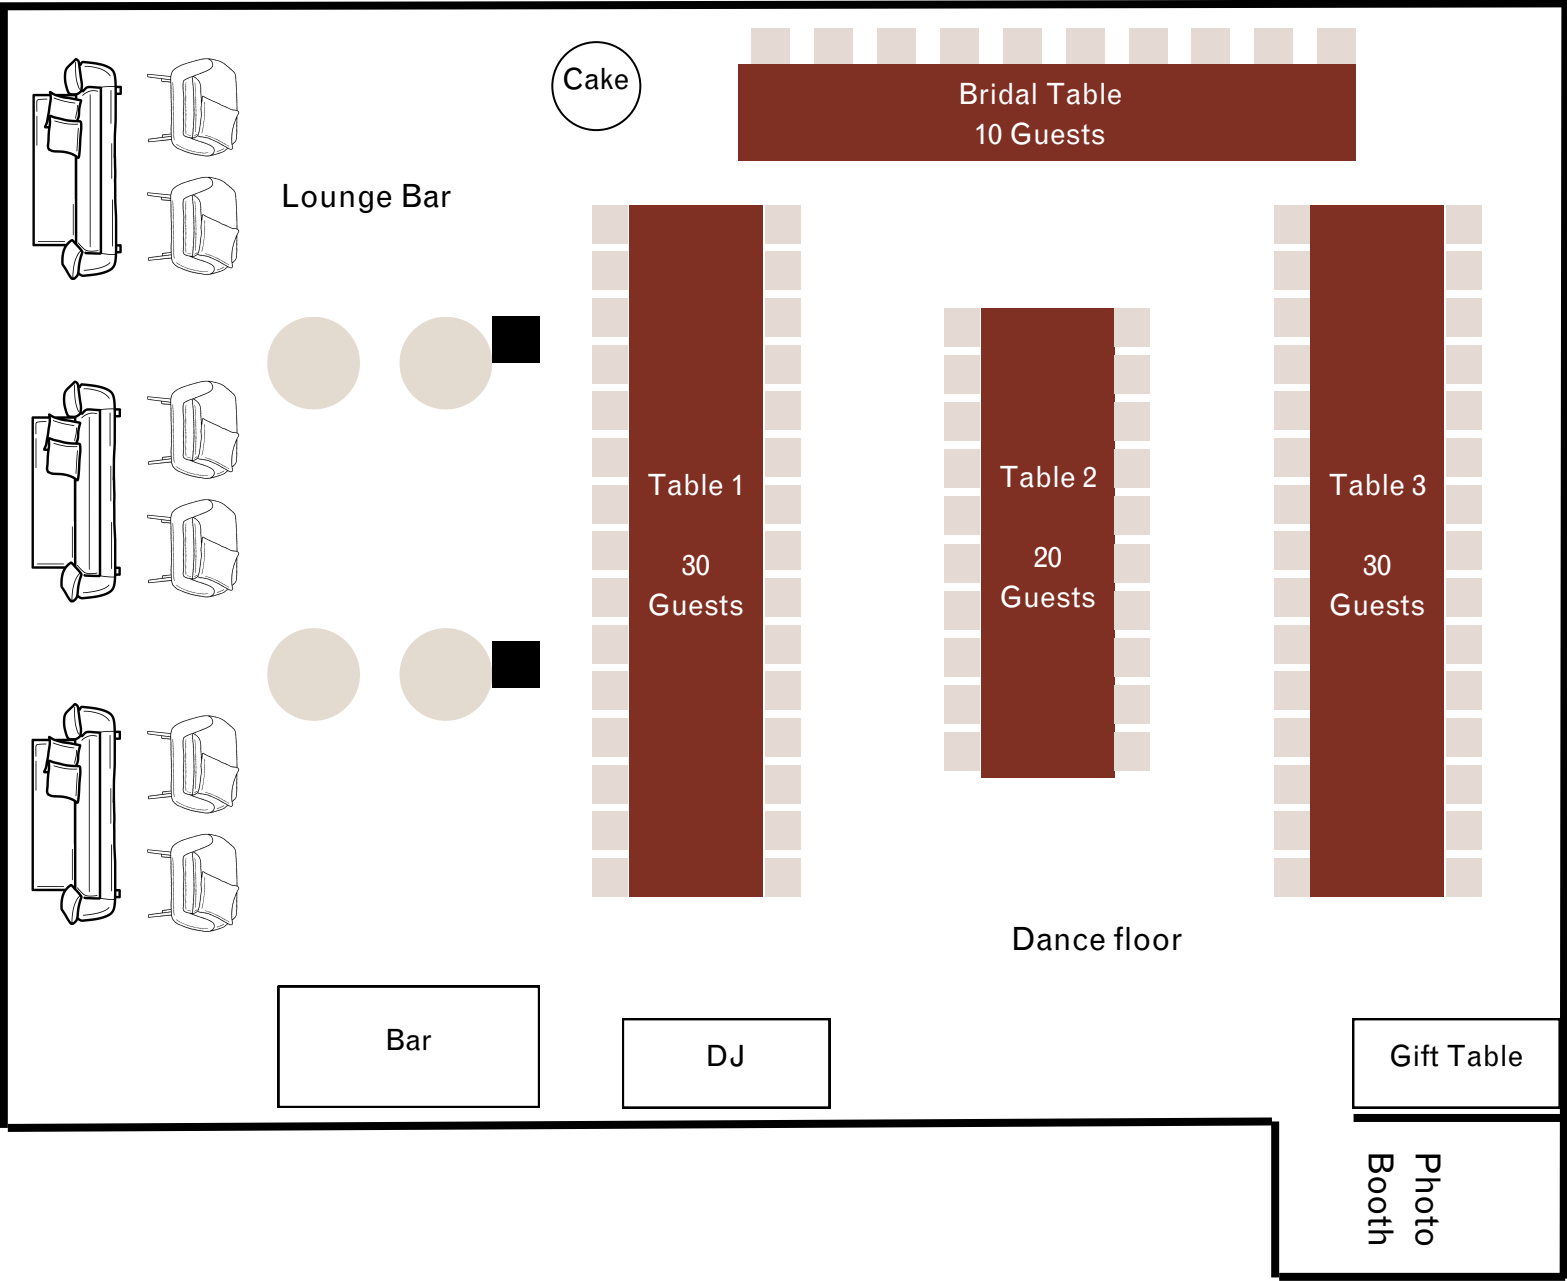 Cake
Bridal Table
10 Guests
Lounge Bar
Table 1
30
Guests
Table 2
20
Guests
Table 3
30
Guests
Dance floor
Bar
DJ
Gift Table
Photo
Booth